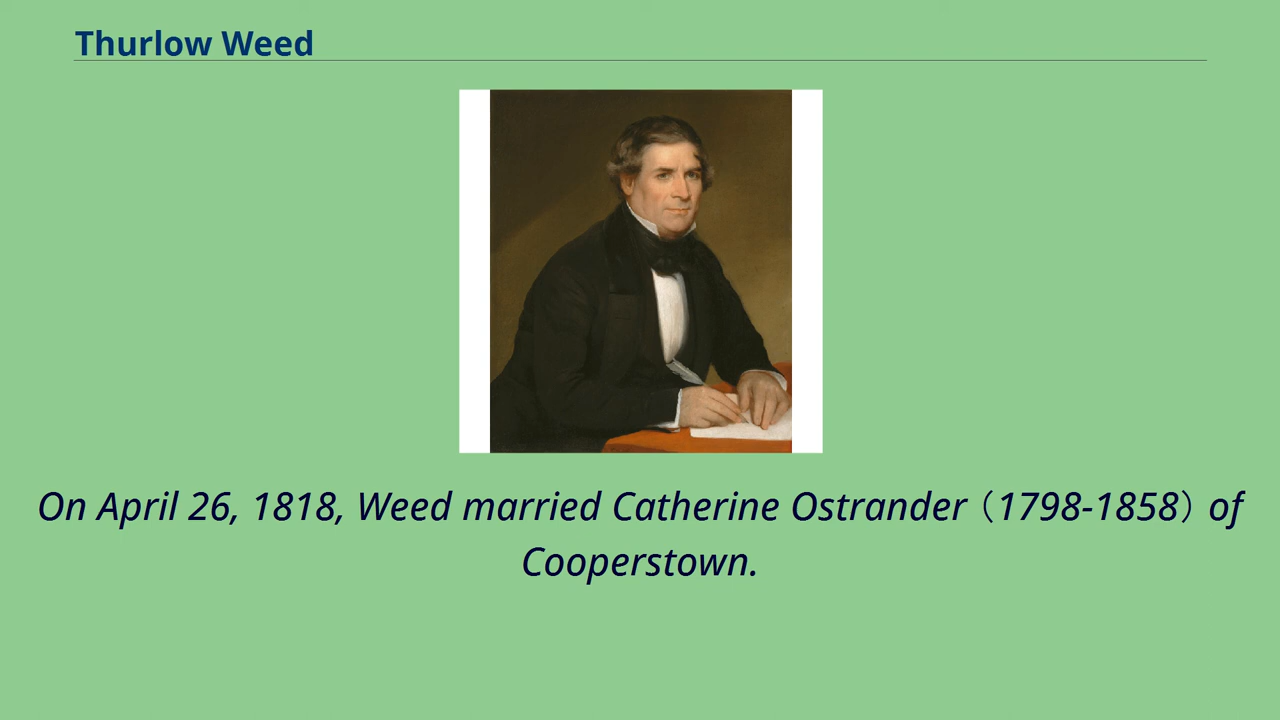 Thurlow Weed
On April 26, 1818, Weed married Catherine Ostrander（1798-1858）of
Cooperstown.